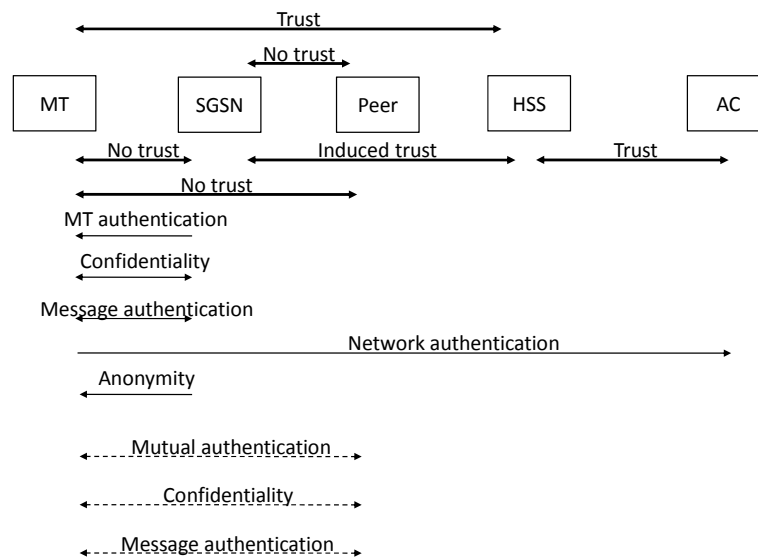 Trust
No trust
MT
SGSN
Peer
HSS
AC
No trust
Induced trust
Trust
No trust
MT authentication
Confidentiality
Message authentication
Network authentication
Anonymity
Mutual authentication
Confidentiality
Message authentication